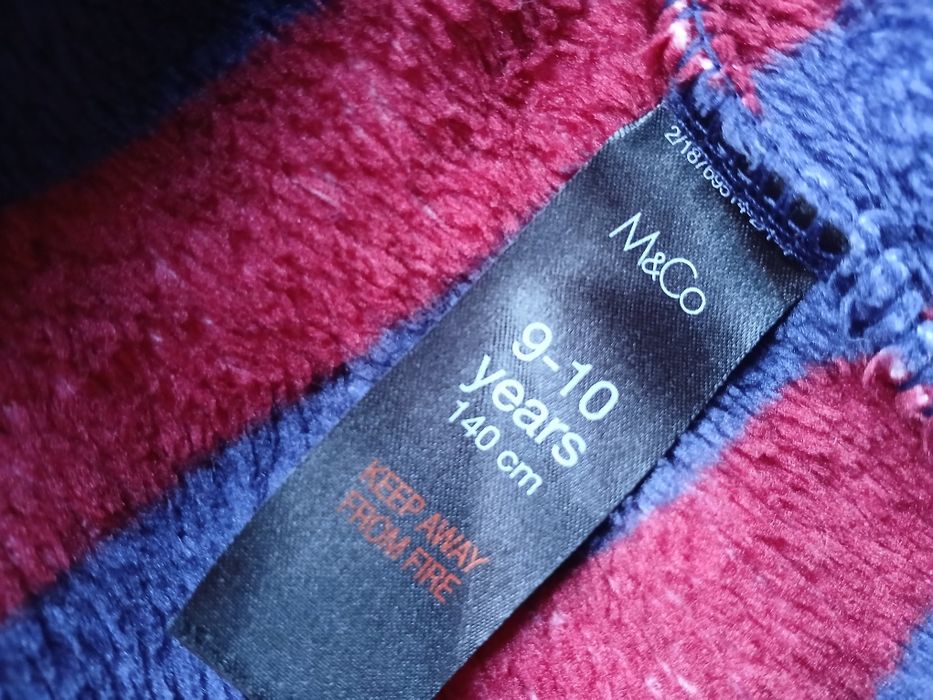 M&Co
9-10
years
140 cm
KEEP AWAY
FROM FIRE